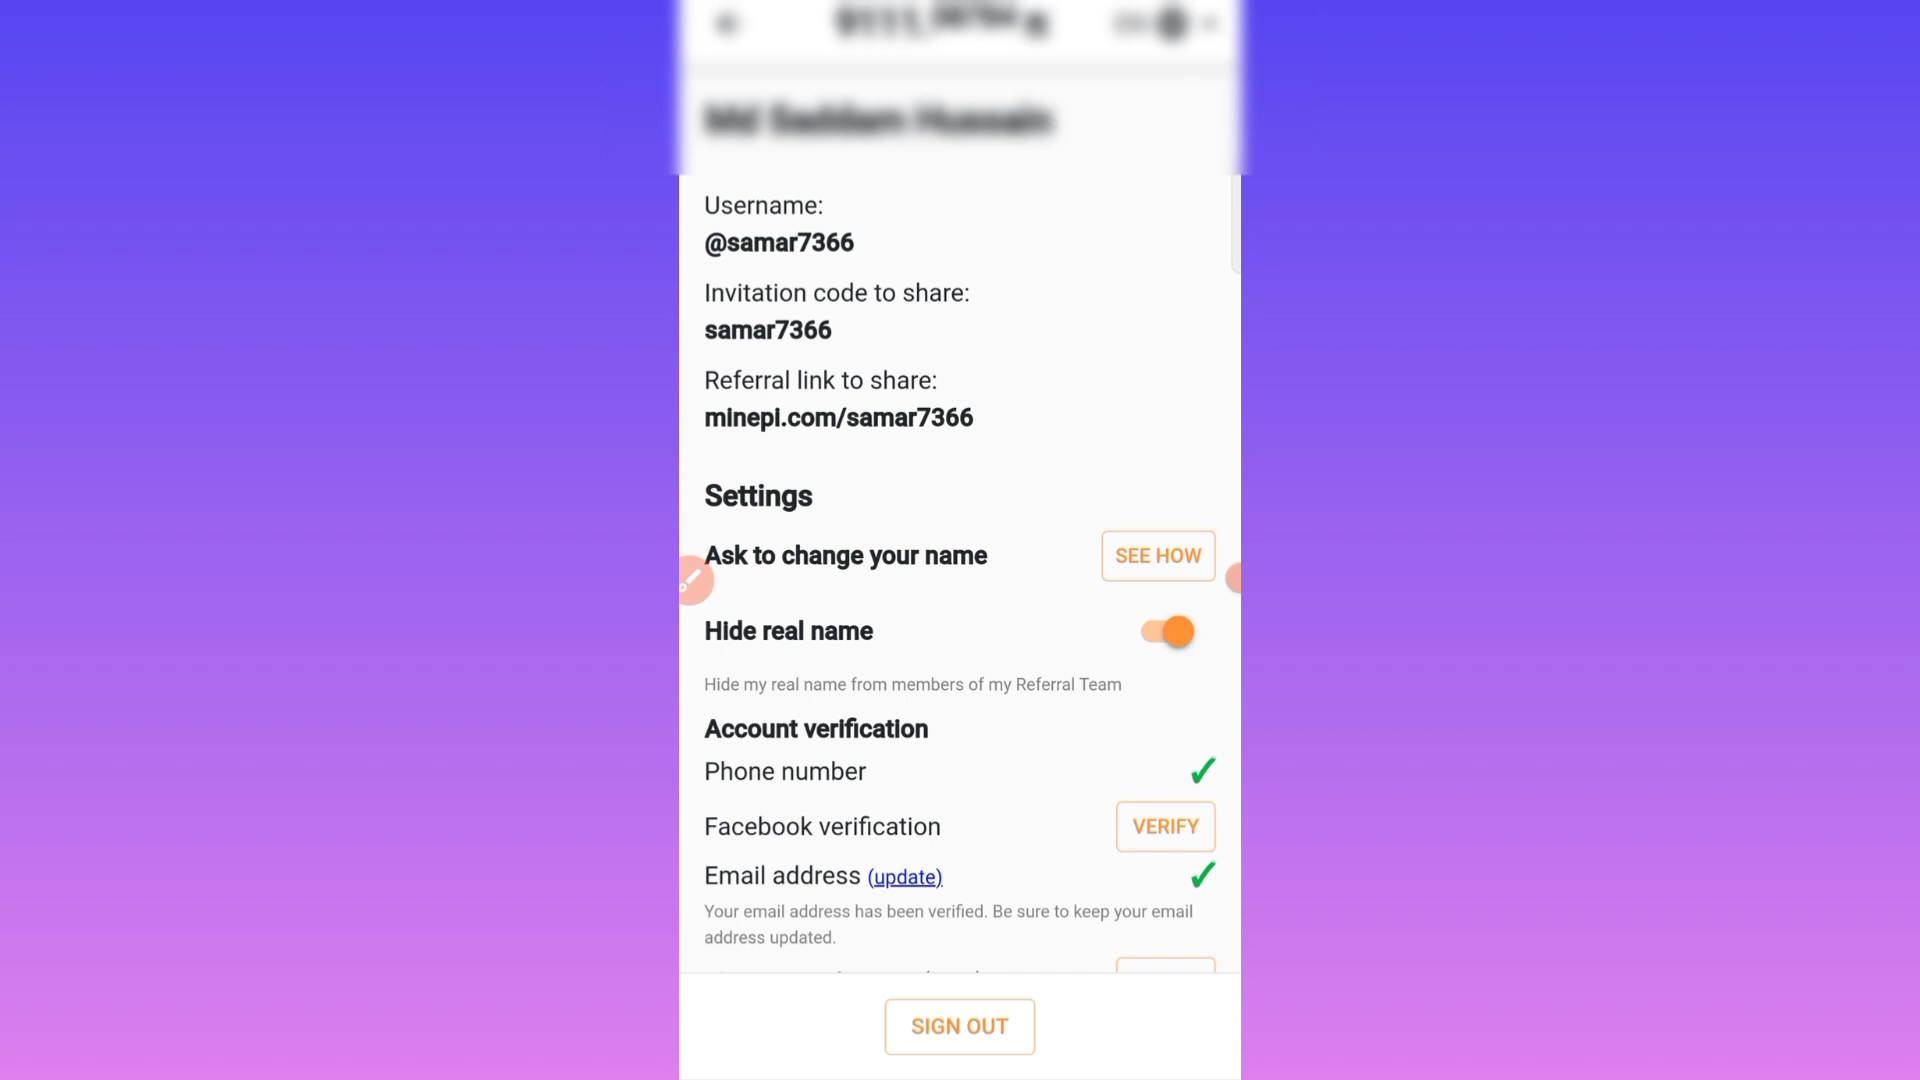 Username:
@samar7366
Invitation code to share:
samar7366
Referral link to share:
minepi.com/samar7366
Settings
Ask to change your name
SEE HOW
Hide real name
Hide my real name from members of my Referral Team
Account verification
Phone number
Facebook verification
VERIFY
Email address (update)
Your email address has been verified. Be sure to keep your email
address updated.
SIGN OUT